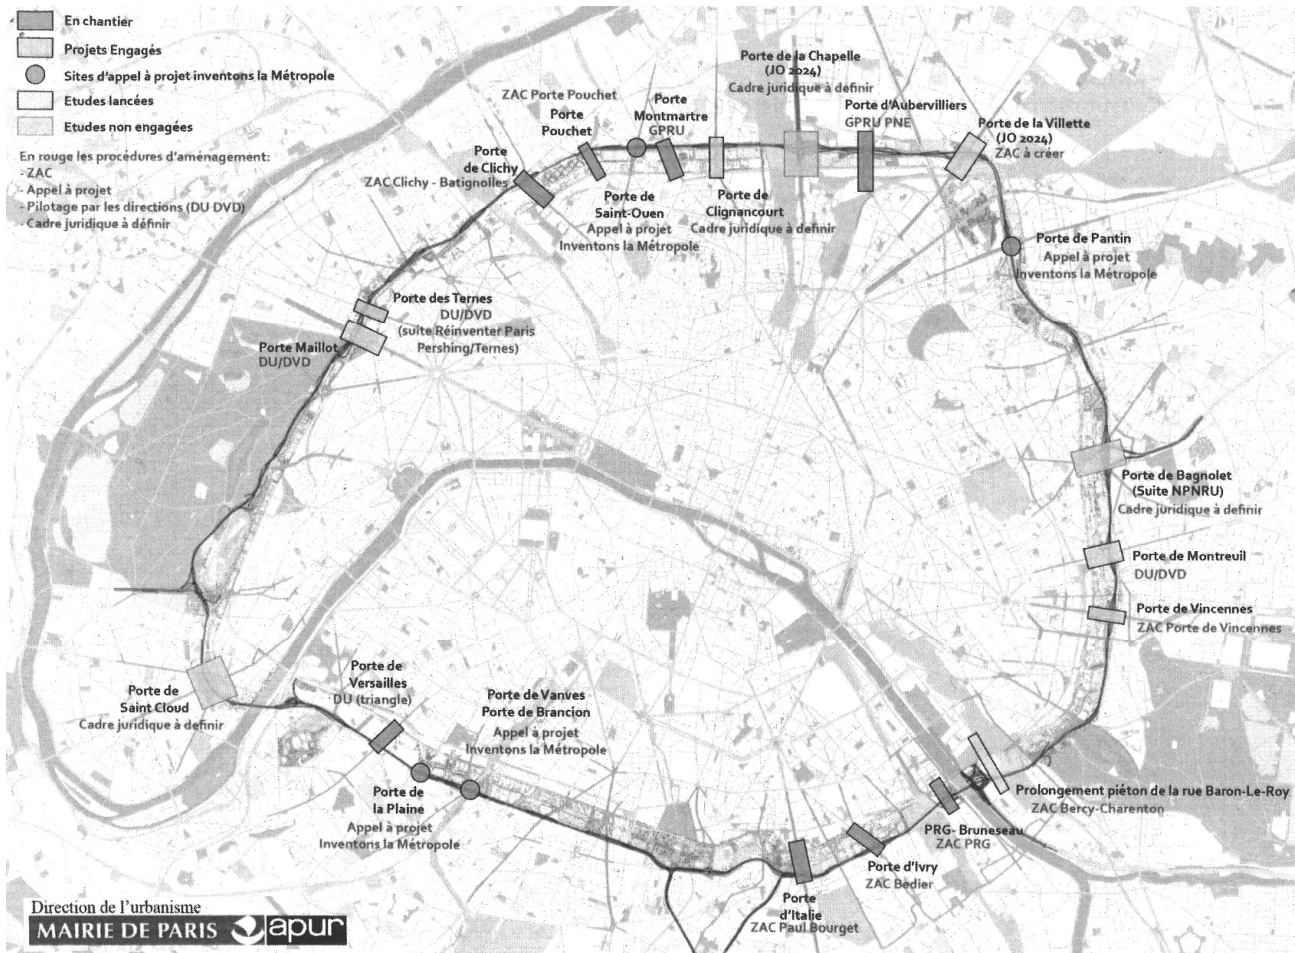 En chantier
Projets Engagés
Sites d'appel à projet inventons la Métropole
Etudes lancées
Etudes non engagées
En rouge les procédures d'aménagement:
- ZAC
- Appel à projet
- Pilotage par les directions (DU DVD)
- Cadre juridique à définir
Porte de la Chapelle
(JO 2024)
Cadre juridique à definir
ZAC Porte Pouchet
Porte
Pouchet
Porte
Montmartre
GPRU
Porte d'Aubervilliers
GPRU PNE
Porte de la Villette
(JO 2024)
ZAC à créer
Porte
de Clichy
ZAC Clichy - Batignolles
Porte de
Saint-Ouen
Appel à projet
Inventons la Métropole
Porte de
Clignancourt
Cadre juridique à definir
Porte de Pantin
Appel à projet
Inventons la Métropole
Porte des Ternes
DU/DVD
(suite Réinventer Paris
Pershing/Ternes)
Porte Maillot
DU/DVD
Porte de Bagnolet
(Suite NPNRU)
Cadre juridique à definir
Porte de Montreuil
DU/DVD
Porte de Vincennes
ZAC Porte de Vincennes
Porte de
Saint Cloud
Cadre juridique à definir
Porte de
Versailles
DU (triangle)
Porte de Vanves
Porte de Brancion
Appel à projet
Inventons la Métropole
Porte de
la Plaine
Appel à projet
Inventons la Métropole
Prolongement piéton de la rue Baron-Le-Roy
ZAC Bercy-Charenton
PRG- Bruneseau
ZAC PRG
Porte d'Ivry
ZAC Bedier
Porte
d'Italie
ZAC Paul Bourget
Direction de l'urbanisme
MAIRIE DE PARIS apur